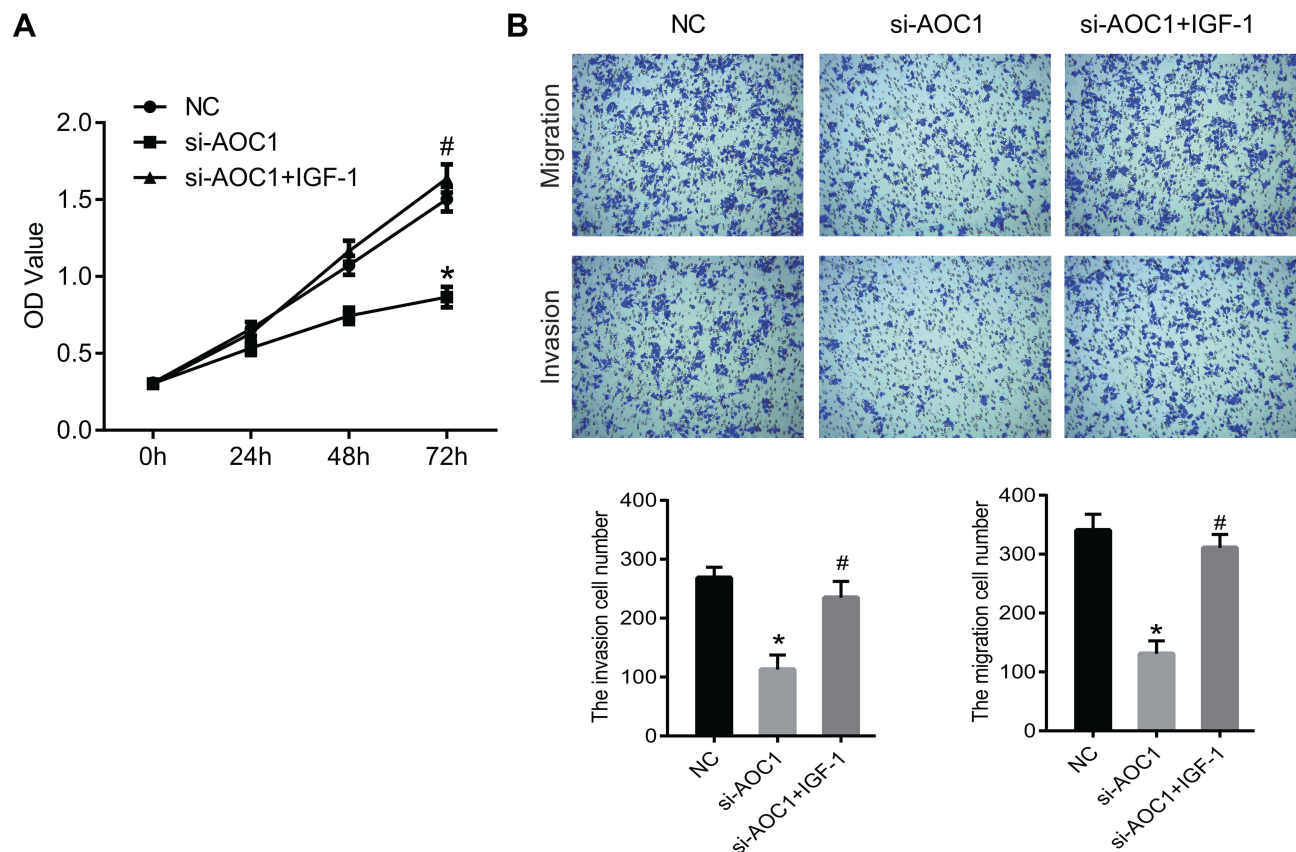 A
NC
si-AOC1
si-AOC1+IGF-1
OD Value
2.0
1.5
1.0
0.5
0.0
#
*
0h
24h
48h
72h
B
NC
si-AOC1
si-AOC1+IGF-1
Migration
Invasion
The invasion cell number
400
300
200
100
0
*
#
NC
si-AOC1
si-AOC1+IGF-1
The migration cell number
400
300
200
100
0
*
#
NC
si-AOC1
si-AOC1+IGF-1